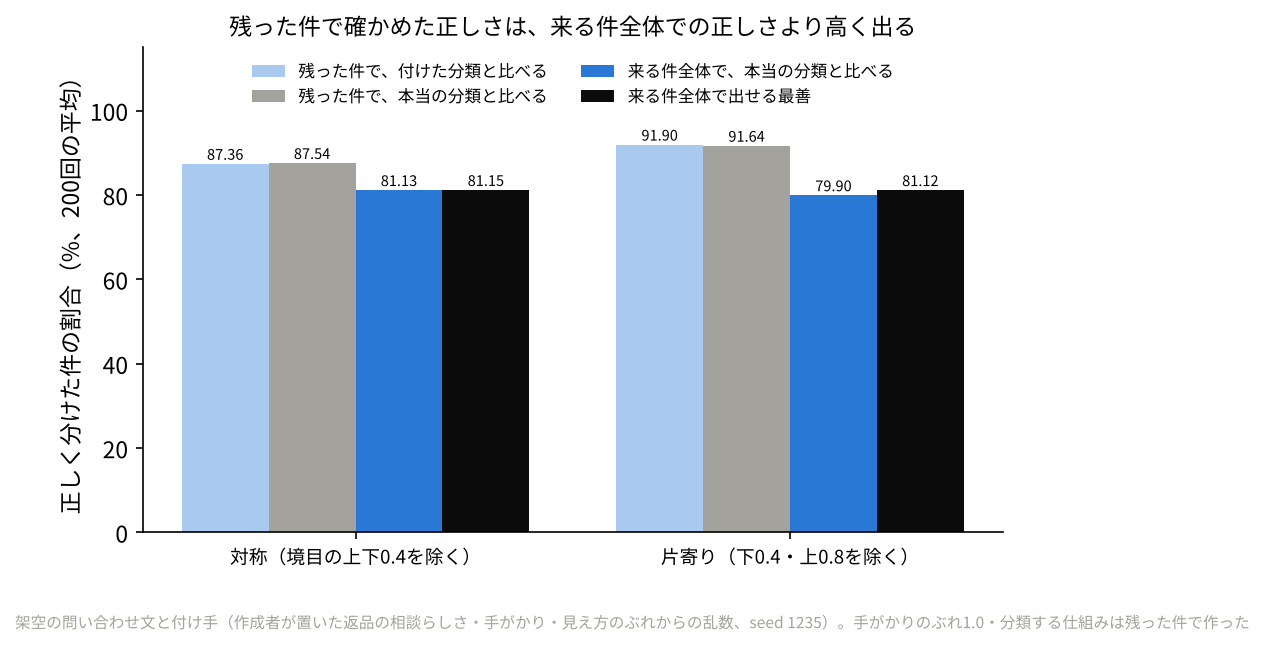 残った件で確かめた正しさは、来る件全体での正しさより高く出る
残った件で、付けた分類と比べる
残った件で、本当の分類と比べる
来る件全体で、本当の分類と比べる
来る件全体で出せる最善
正しく分けた件の割合（%、200回の平均）
100
80
60
40
20
0
87.36
87.54
81.13
81.15
91.90
91.64
79.90
81.12
対称（境目の上下0.4を除く）
片寄り（下0.4・上0.8を除く）
架空の問い合わせ文と付け手（作成者が置いた返品の相談らしさ・手がかり・見え方のぶれからの乱数、seed 1235）。手がかりのぶれ1.0・分類する仕組みは残った件で作った